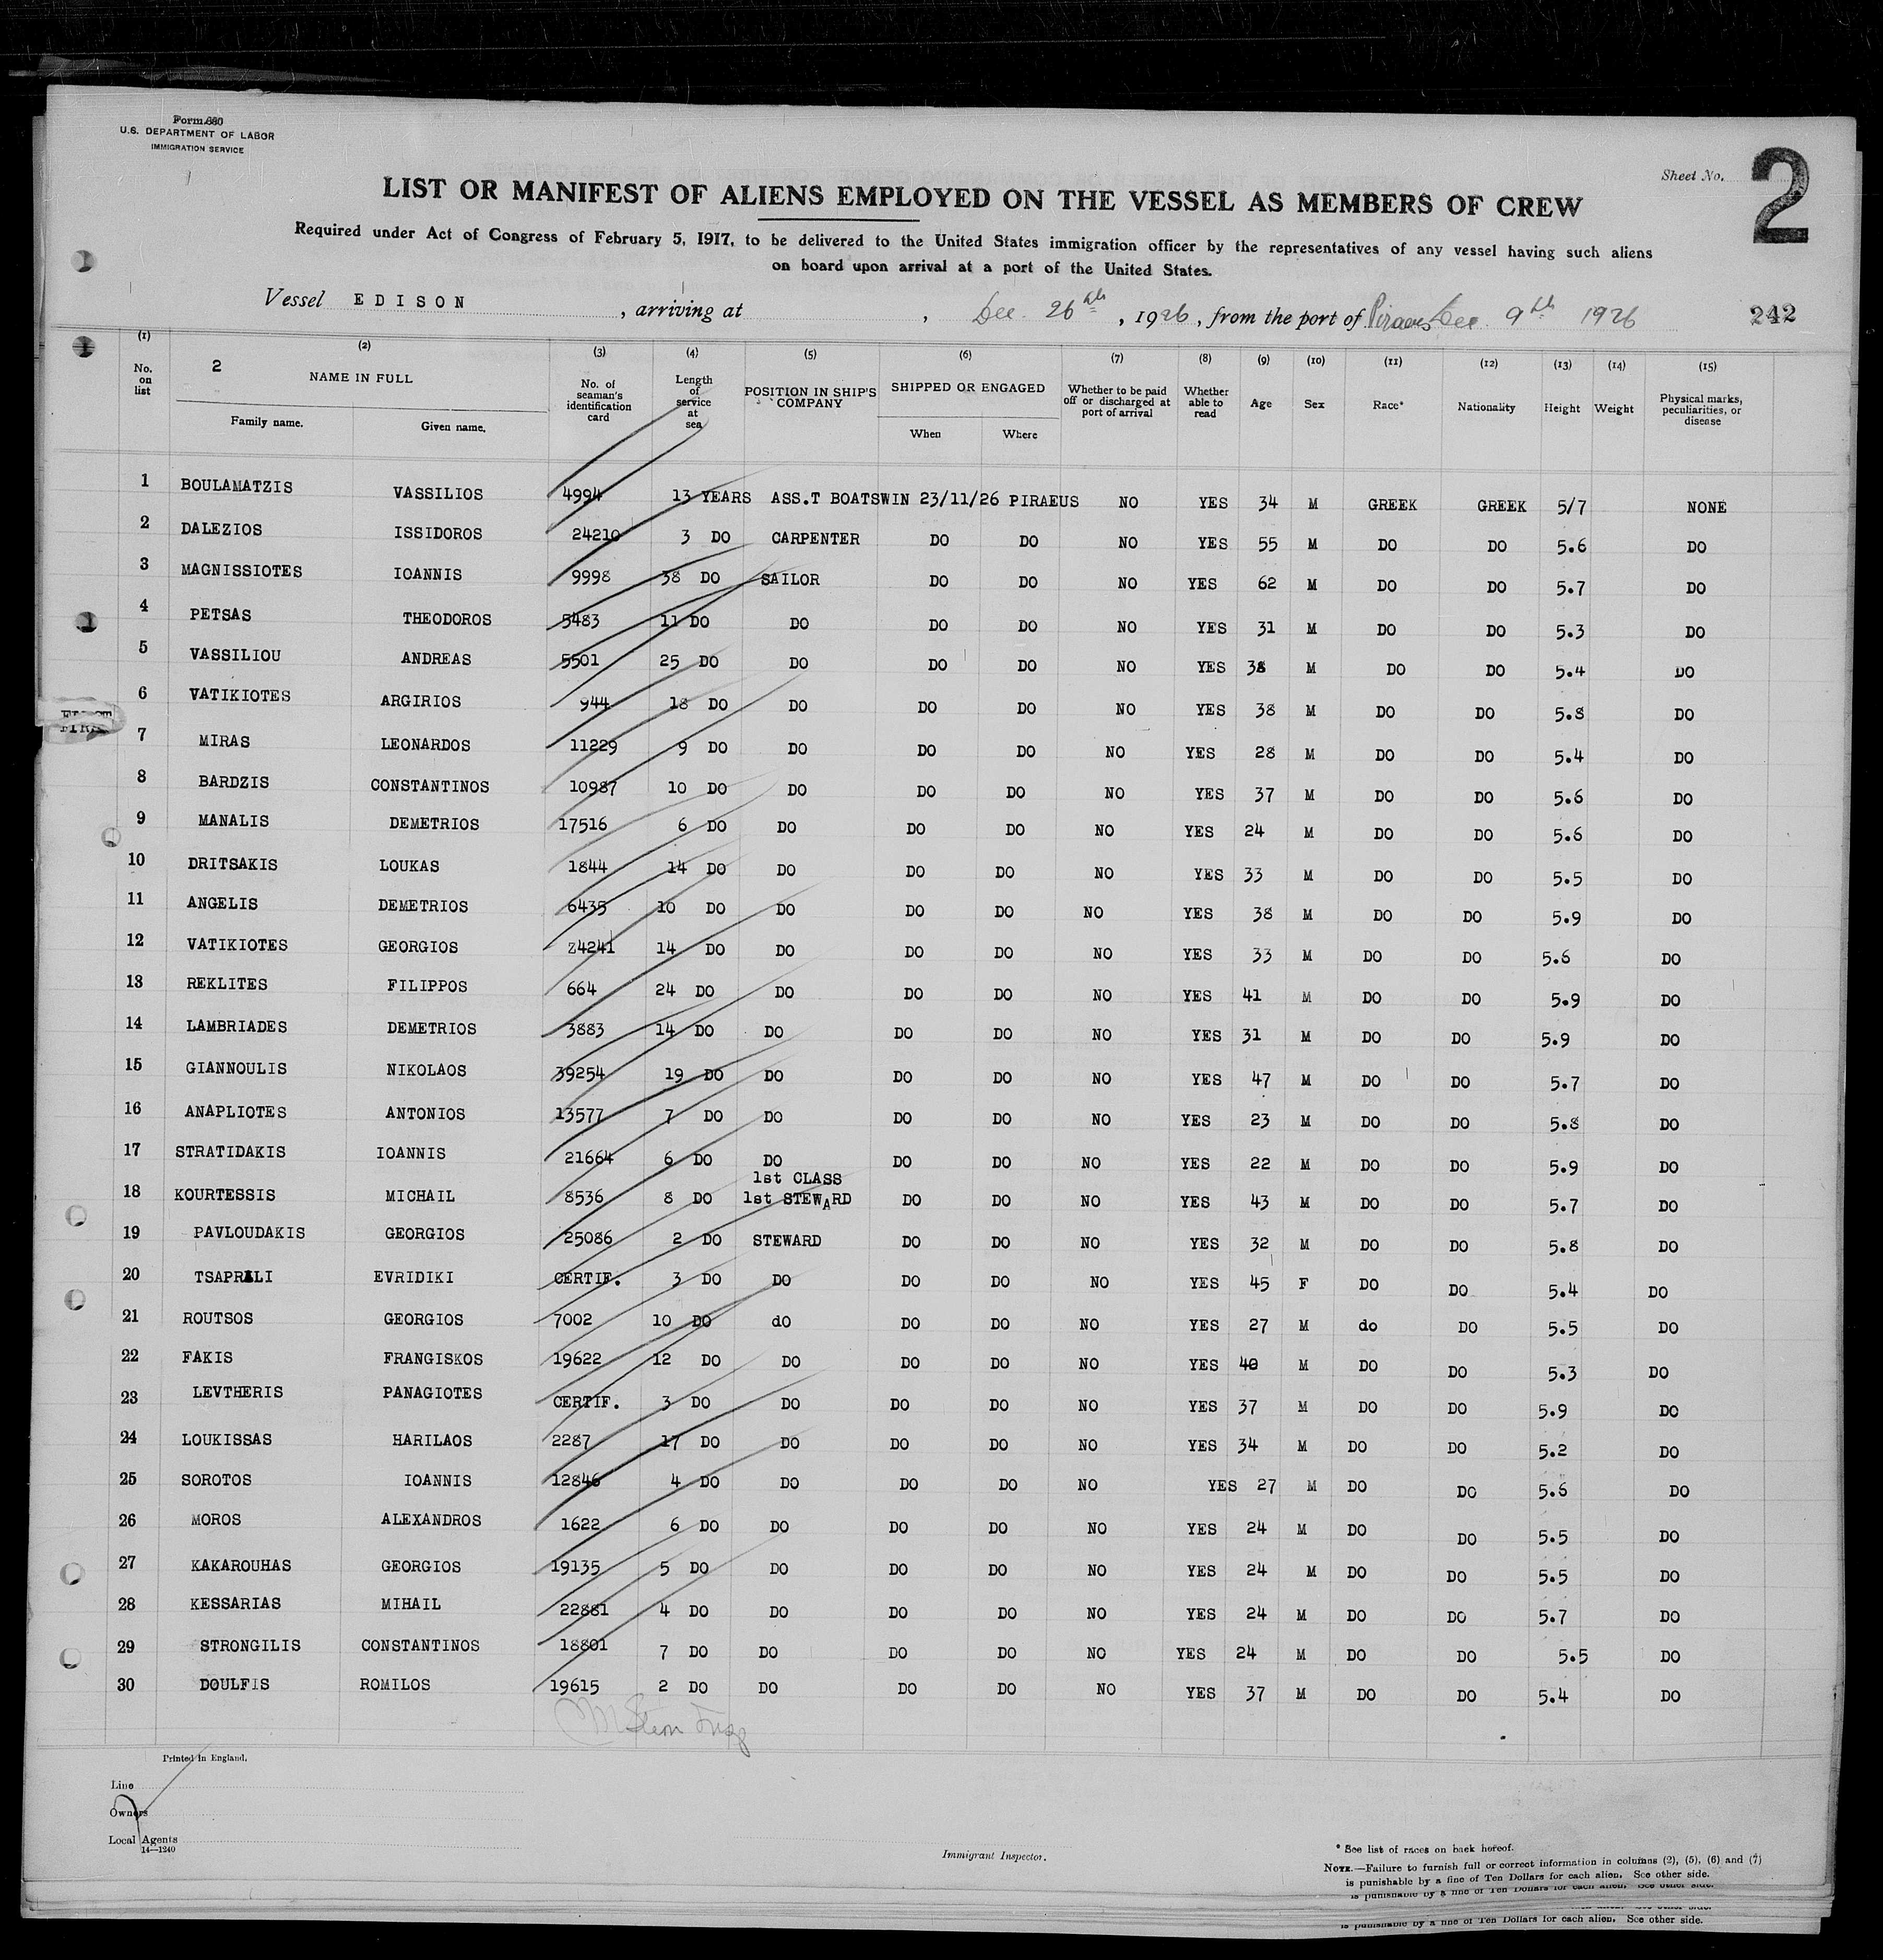 Form 680
U.S. DEPARTMENT OF LABOR
IMMIGRATION SERVICE
Sheet No. 2
LIST OR MANIFEST OF ALIENS EMPLOYED ON THE VESSEL AS MEMBERS OF CREW
Required under Act of Congress of February 5, 1917, to be delivered to the United States immigration officer by the representatives of any vessel having such aliens
on board upon arrival at a port of the United States.
Vessel EDISON , arriving at , Dec. 26th , 1926, from the port of Piraeus Dec. 9th 1926 242
(1) (2) (3) (4) (5) (6) (7) (8) (9) (10) (11) (12) (13) (14) (15)
No. on list 2 NAME IN FULL Family name. Given name. No. of seaman's identification card Length of service at sea POSITION IN SHIP'S COMPANY SHIPPED OR ENGAGED When Where Whether to be paid off or discharged at port of arrival Whether able to read Age Sex Race* Nationality Height Weight Physical marks, peculiarities, or disease
1 BOULAMATZIS VASSILIOS 4994 13 YEARS ASS.T BOATSWIN 23/11/26 PIRAEUS NO YES 34 M GREEK GREEK 5/7 NONE
2 DALEZIOS ISSIDOROS 24210 3 DO CARPENTER DO DO NO YES 55 M DO DO 5.6 DO
3 MAGNISSIOTES IOANNIS 9998 38 DO SAILOR DO DO NO YES 62 M DO DO 5.7 DO
4 PETSAS THEODOROS 5483 11 DO DO DO DO NO YES 31 M DO DO 5.3 DO
5 VASSILIOU ANDREAS 5501 25 DO DO DO DO NO YES 38 M DO DO 5.4 DO
6 VATIKIOTES ARGIRIOS 944 18 DO DO DO DO NO YES 38 M DO DO 5.8 DO
7 MIRAS LEONARDOS 11229 9 DO DO DO DO NO YES 28 M DO DO 5.4 DO
8 BARDZIS CONSTANTINOS 10987 10 DO DO DO DO NO YES 37 M DO DO 5.6 DO
9 MANALIS DEMETRIOS 17516 6 DO DO DO DO NO YES 24 M DO DO 5.6 DO
10 DRITSAKIS LOUKAS 1844 14 DO DO DO DO NO YES 33 M DO DO 5.5 DO
11 ANGELIS DEMETRIOS 6435 10 DO DO DO DO NO YES 38 M DO DO 5.9 DO
12 VATIKIOTES GEORGIOS 24241 14 DO DO DO DO NO YES 33 M DO DO 5.6 DO
13 REKLITES FILIPPOS 664 24 DO DO DO DO NO YES 41 M DO DO 5.9 DO
14 LAMBRIADES DEMETRIOS 3883 14 DO DO DO DO NO YES 31 M DO DO 5.9 DO
15 GIANNOULIS NIKOLAOS 39254 19 DO DO DO DO NO YES 47 M DO DO 5.7 DO
16 ANAPLIOTES ANTONIOS 13577 7 DO DO DO DO NO YES 23 M DO DO 5.8 DO
17 STRATIDAKIS IOANNIS 21664 6 DO DO DO DO NO YES 22 M DO DO 5.9 DO
1st CLASS
18 KOURTESSIS MICHAIL 8536 8 DO 1st STEWARD DO DO NO YES 43 M DO DO 5.7 DO
19 PAVLOUDAKIS GEORGIOS 25086 2 DO STEWARD DO DO NO YES 32 M DO DO 5.8 DO
20 TSAPRALI EVRIDIKI CERTIF. 3 DO DO DO DO NO YES 45 F DO DO 5.4 DO
21 ROUTSOS GEORGIOS 7002 10 DO dO DO DO NO YES 27 M do DO 5.5 DO
22 FAKIS FRANGISKOS 19622 12 DO DO DO DO NO YES 40 M DO DO 5.3 DO
23 LEVTHERIS PANAGIOTES CERTIF. 3 DO DO DO DO NO YES 37 M DO DO 5.9 DO
24 LOUKISSAS HARILAOS 2287 17 DO DO DO DO NO YES 34 M DO DO 5.2 DO
25 SOROTOS IOANNIS 12846 4 DO DO DO DO NO YES 27 M DO DO 5.6 DO
26 MOROS ALEXANDROS 1622 6 DO DO DO DO NO YES 24 M DO DO 5.5 DO
27 KAKAROUHAS GEORGIOS 19135 5 DO DO DO DO NO YES 24 M DO DO 5.5 DO
28 KESSARIAS MIHAIL 22881 4 DO DO DO DO NO YES 24 M DO DO 5.7 DO
29 STRONGILIS CONSTANTINOS 18801 7 DO DO DO DO NO YES 24 M DO DO 5.5 DO
30 DOULFIS ROMILOS 19615 2 DO DO DO DO NO YES 37 M DO DO 5.4 DO
Printed in England.
Line
Owners
Local Agents
14—1240
Immigrant Inspector.
* See list of races on back hereof.
NOTE.—Failure to furnish full or correct information in columns (2), (5), (6) and (7)
is punishable by a fine of Ten Dollars for each alien. See other side.
is punishable by a fine of Ten Dollars for each alien. See other side.
is punishable by a fine of Ten Dollars for each alien. See other side.